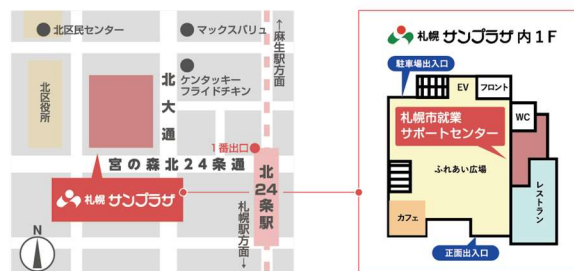 北区民センター
マックスバリュ
←麻生駅方面
札幌 サンプラザ 内1F
駐車場出入口
北区役所
北大通
ケンタッキー
フライドチキン
EV
フロント
WC
札幌市就業
サポートセンター
1番出口
宮の森北24条通
北24条駅
ふれあい広場
レストラン
札幌 サンプラザ
札幌駅方面→
カフェ
正面出入口
N